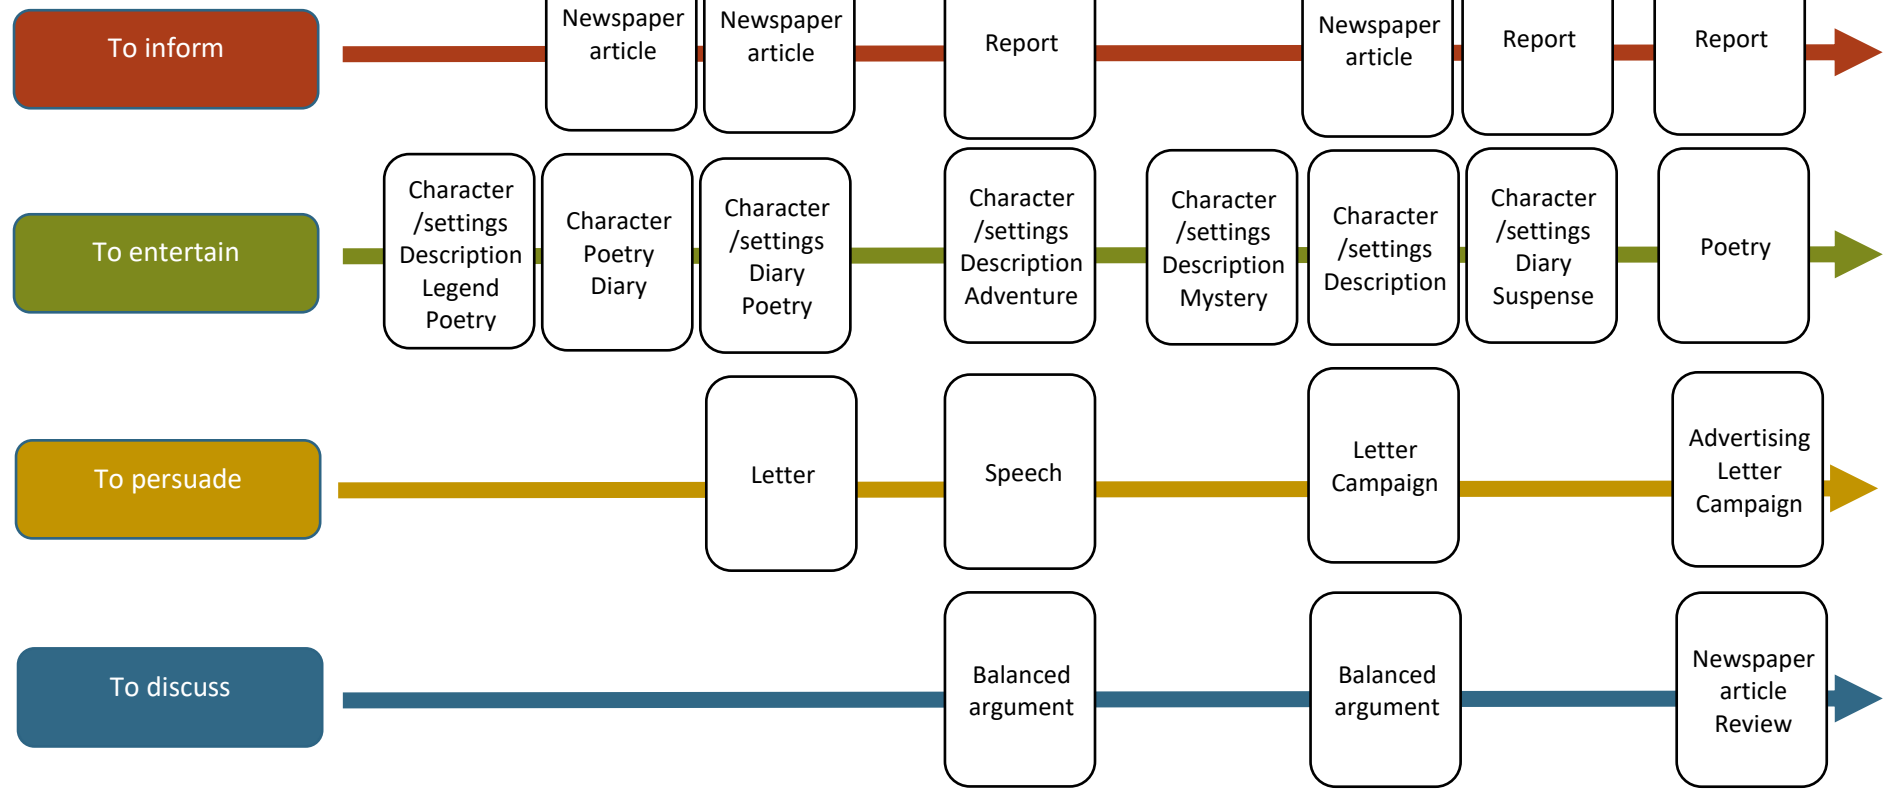 To inform
Newspaper
article
Newspaper
article
Report
Newspaper
article
Report
Report
To entertain
Character
/settings
Description
Legend
Poetry
Character
Poetry
Diary
Character
/settings
Diary
Poetry
Character
/settings
Description
Adventure
Character
/settings
Description
Mystery
Character
/settings
Description
Character
/settings
Diary
Suspense
Poetry
To persuade
Letter
Speech
Letter
Campaign
Advertising
Letter
Campaign
To discuss
Balanced
argument
Balanced
argument
Newspaper
article
Review